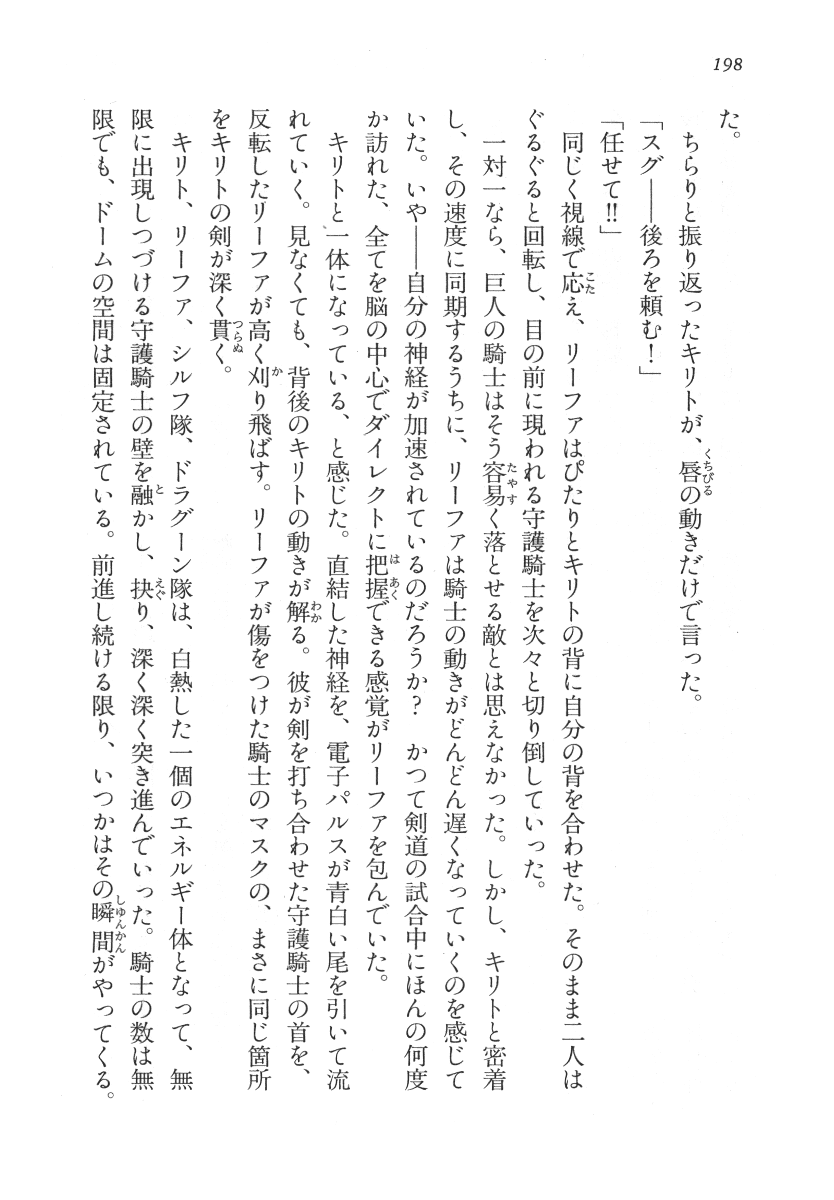 198
た。
　ちらりと振り返ったキリトが、唇の動きだけで言った。
「スグ――後ろを頼む！」
「任せて!!」
　同じく視線で応え、リーファはぴたりとキリトの背に自分の背を合わせた。そのまま二人は
ぐるぐると回転し、目の前に現われる守護騎士を次々と切り倒していった。
　一対一なら、巨人の騎士はそう容易く落とせる敵とは思えなかった。しかし、キリトと密着
し、その速度に同期するうちに、リーファは騎士の動きがどんどん遅くなっていくのを感じて
いた。いや――自分の神経が加速されているのだろうか？　かつて剣道の試合中にほんの何度
か訪れた、全てを脳の中心でダイレクトに把握できる感覚がリーファを包んでいた。
　キリトと一体になっている、と感じた。直結した神経を、電子パルスが青白い尾を引いて流
れていく。見なくても、背後のキリトの動きが解る。彼が剣を打ち合わせた守護騎士の首を、
反転したリーファが高く刈り飛ばす。リーファが傷をつけた騎士のマスクの、まさに同じ箇所
をキリトの剣が深く貫く。
　キリト、リーファ、シルフ隊、ドラグーン隊は、白熱した一個のエネルギー体となって、無
限に出現しつづける守護騎士の壁を融かし、抉り、深く深く突き進んでいった。騎士の数は無
限でも、ドームの空間は固定されている。前進し続ける限り、いつかはその瞬間がやってくる。